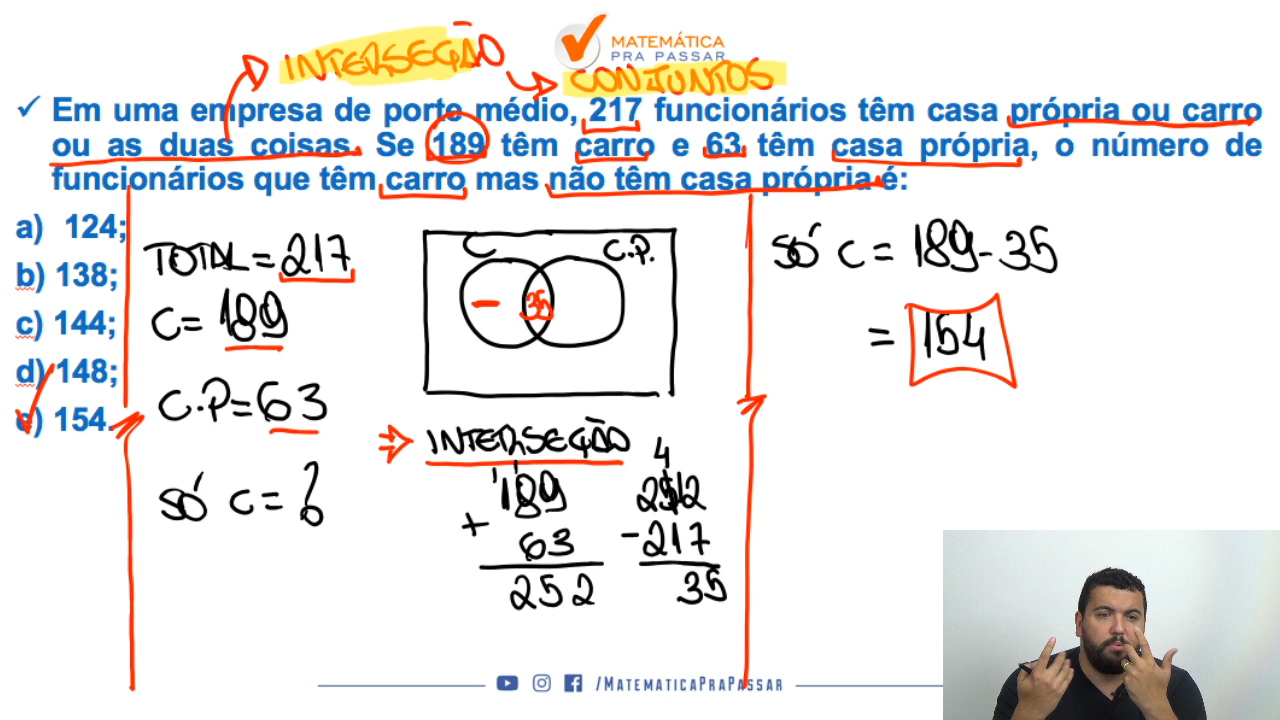 INTERSEÇÃO
MATEMÁTICA
PRA PASSAR
CONJUNTOS
✓ Em uma empresa de porte médio, 217 funcionários têm casa própria ou carro
ou as duas coisas. Se 189 têm carro e 63 têm casa própria, o número de
funcionários que têm carro mas não têm casa própria é:
a) 124;
b) 138;
c) 144;
d) 148;
e) 154.
TOTAL = 217
C = 189
C.P = 63
SÓ C = ?
C
C.P.
35
⇒ INTERSEÇÃO
1 1
189
+ 63
252
4
252
- 217
35
SÓ C = 189 - 35
= 154
/MatematicaPraPassar